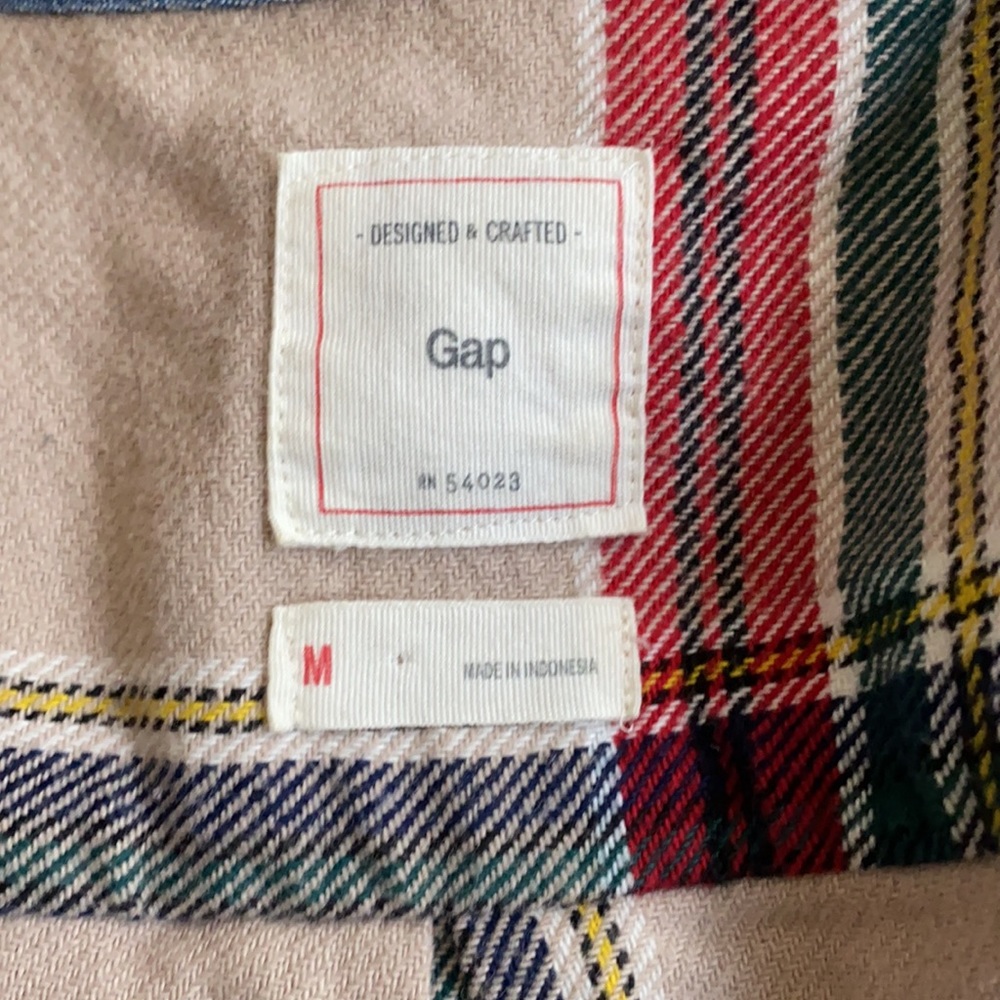 - DESIGNED & CRAFTED -
Gap
RN 54023
M MADE IN INDONESIA